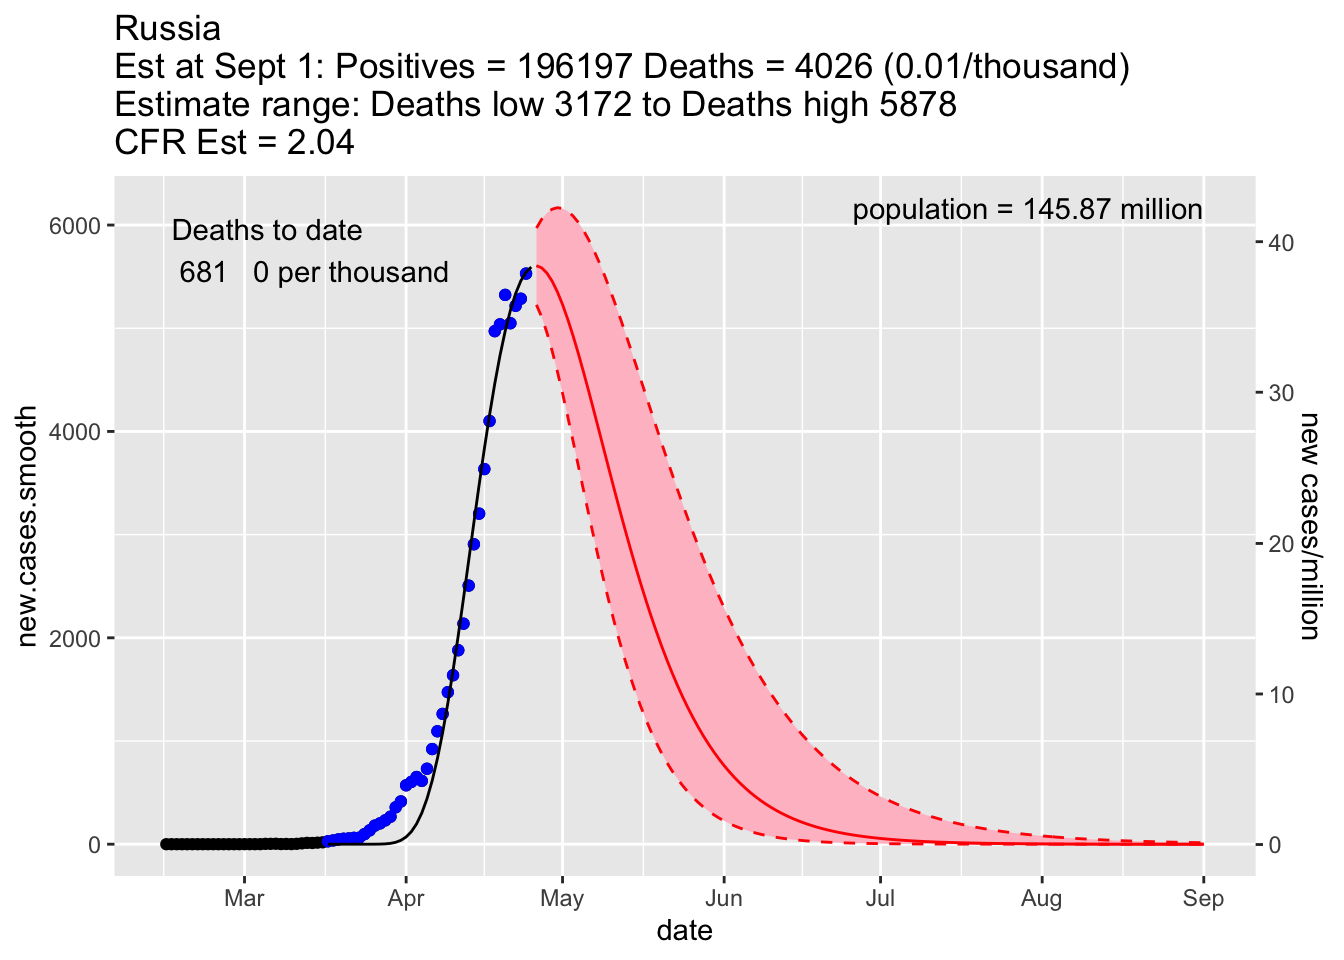 Russia
Est at Sept 1: Positives = 196197 Deaths = 4026 (0.01/thousand)
Estimate range: Deaths low 3172 to Deaths high 5878
CFR Est = 2.04
population = 145.87 million
Deaths to date
681 0 per thousand
6000
4000
2000
0
new.cases.smooth
40
30
20
10
0
new cases/million
Mar Apr May Jun Jul Aug Sep
date